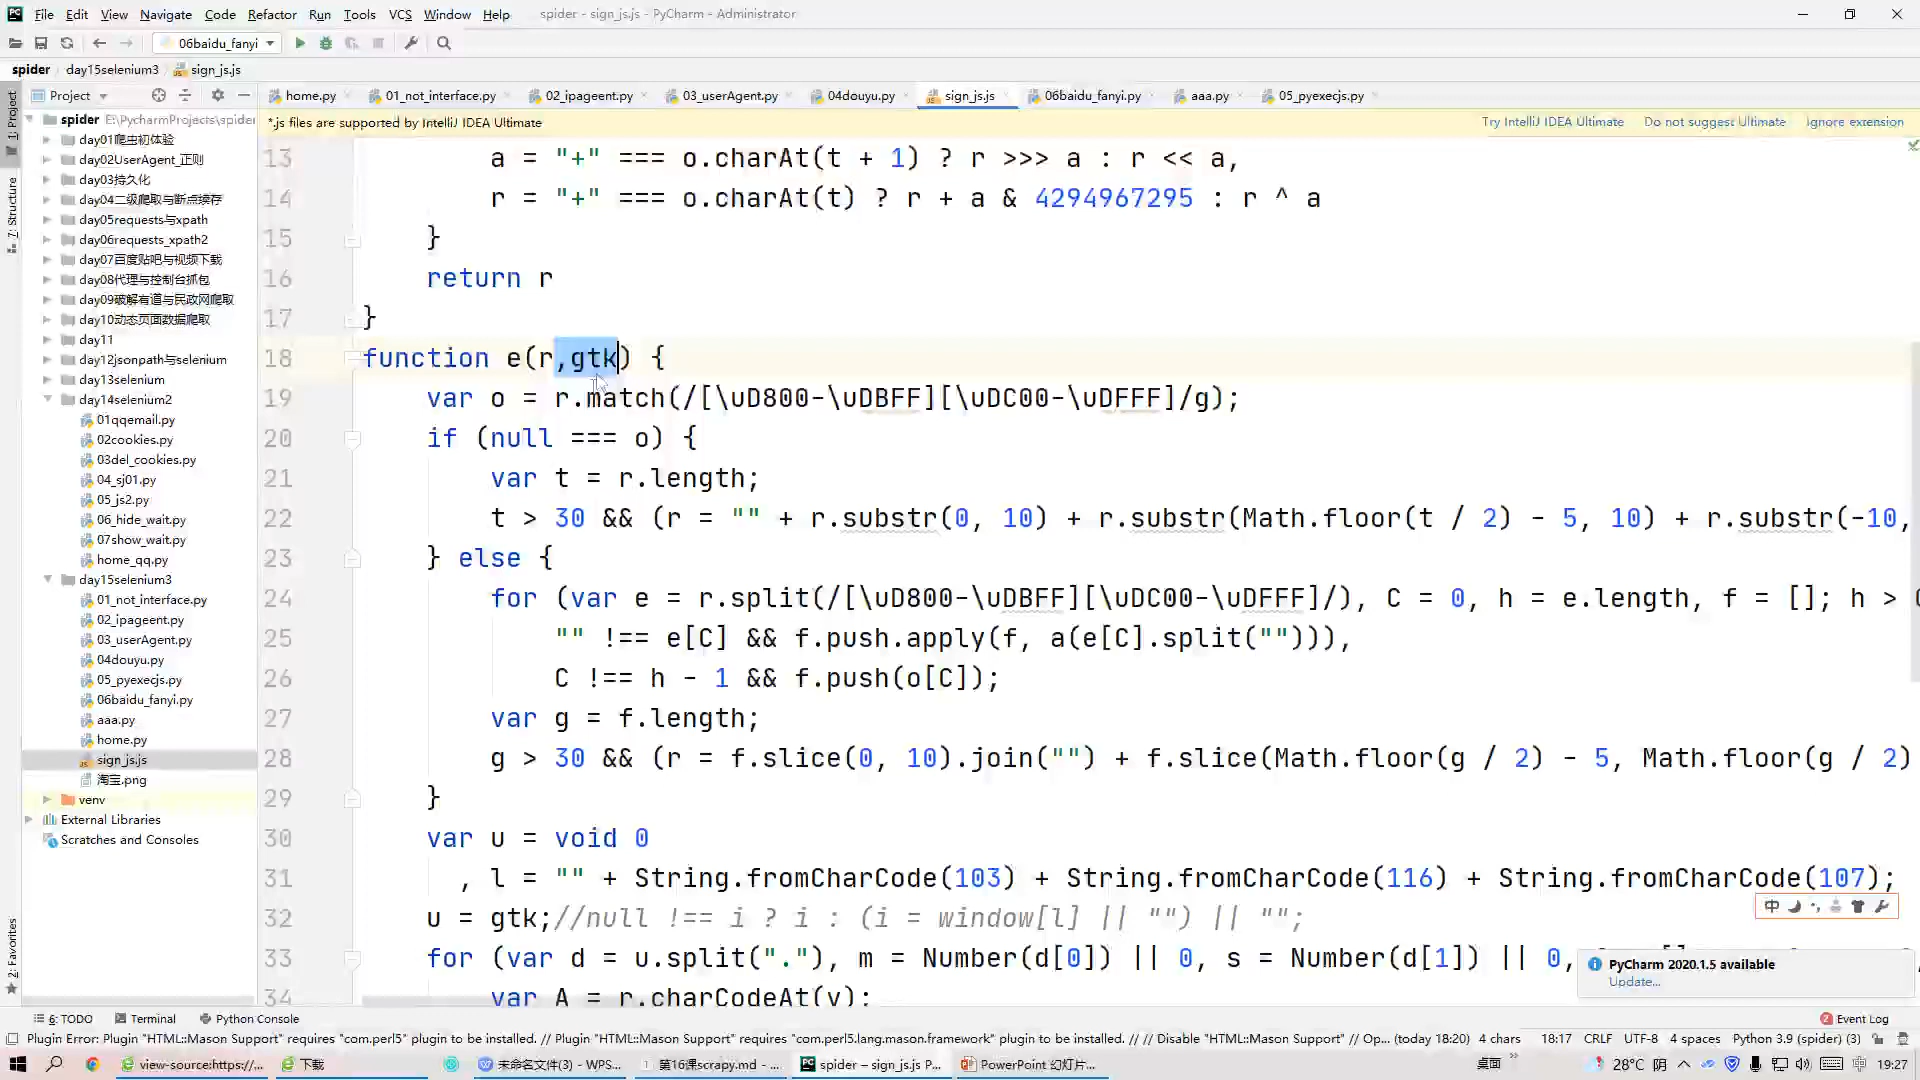 File Edit View Navigate Code Refactor Run Tools VCS Window Help spider - sign_js.js - PyCharm - Administrator
06baidu_fanyi
spider day15selenium3 sign_js.js
Project home.py 01_not_interface.py 02_ipageent.py 03_userAgent.py 04douyu.py sign_js.js 06baidu_fanyi.py aaa.py 05_pyexecjs.py
*.js files are supported by IntelliJ IDEA Ultimate Try IntelliJ IDEA Ultimate Do not suggest Ultimate Ignore extension
1: Project
7: Structure
2: Favorites
spider E:\PycharmProjects\spider
day01爬虫初体验
day02UserAgent_正则
day03持久化
day04二级爬取与断点续存
day05requests与xpath
day06requests_xpath2
day07百度贴吧与视频下载
day08代理与控制台抓包
day09破解有道与民政网爬取
day10动态页面数据爬取
day11
day12jsonpath与selenium
day13selenium
day14selenium2
01qqemail.py
02cookies.py
03del_cookies.py
04_sj01.py
05_js2.py
06_hide_wait.py
07show_wait.py
home_qq.py
day15selenium3
01_not_interface.py
02_ipageent.py
03_userAgent.py
04douyu.py
05_pyexecjs.py
06baidu_fanyi.py
aaa.py
home.py
sign_js.js
淘宝.png
venv
External Libraries
Scratches and Consoles
13 a = "+" === o.charAt(t + 1) ? r >>> a : r << a,
14 r = "+" === o.charAt(t) ? r + a & 4294967295 : r ^ a
15 }
16 return r
17 }
18 function e(r,gtk) {
19 var o = r.match(/[\uD800-\uDBFF][\uDC00-\uDFFF]/g);
20 if (null === o) {
21 var t = r.length;
22 t > 30 && (r = "" + r.substr(0, 10) + r.substr(Math.floor(t / 2) - 5, 10) + r.substr(-10,
23 } else {
24 for (var e = r.split(/[\uD800-\uDBFF][\uDC00-\uDFFF]/), C = 0, h = e.length, f = []; h >
25 "" !== e[C] && f.push.apply(f, a(e[C].split(""))),
26 C !== h - 1 && f.push(o[C]);
27 var g = f.length;
28 g > 30 && (r = f.slice(0, 10).join("") + f.slice(Math.floor(g / 2) - 5, Math.floor(g / 2)
29 }
30 var u = void 0
31 , l = "" + String.fromCharCode(103) + String.fromCharCode(116) + String.fromCharCode(107);
32 u = gtk;//null !== i ? i : (i = window[l] || "") || "";
33 for (var d = u.split("."), m = Number(d[0]) || 0, s = Number(d[1]) || 0,
34 var A = r.charCodeAt(v);
中
PyCharm 2020.1.5 available
Update...
6: TODO Terminal Python Console 2 Event Log
Plugin Error: Plugin "HTML::Mason Support" requires "com.perl5" plugin to be installed. // Plugin "HTML::Mason Support" requires "com.perl5.lang.mason.framework" plugin to be installed. // // Disable "HTML::Mason Support" // Op... (today 18:20) 4 chars 18:17 CRLF UTF-8 4 spaces Python 3.9 (spider) (3)
view-source:https://... 下载 未命名文件(3) - WPS... 第16课scrapy.md - ... spider – sign_js.js P... PowerPoint 幻灯片... 桌面 28°C 阴 中 19:27